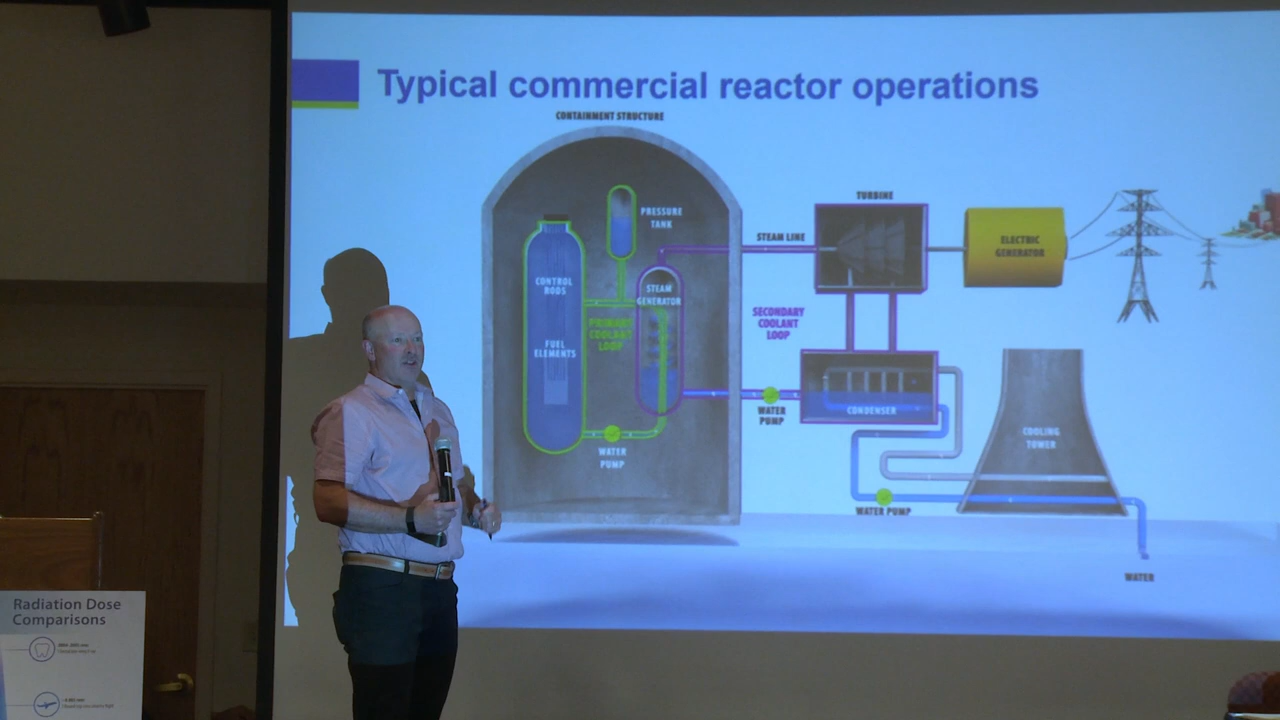 Typical commercial reactor operations
CONTAINMENT STRUCTURE
PRESSURE
TANK
CONTROL
RODS
FUEL
ELEMENTS
PRIMARY
COOLANT
LOOP
STEAM
GENERATOR
WATER
PUMP
STEAM LINE
TURBINE
ELECTRIC
GENERATOR
SECONDARY
COOLANT
LOOP
WATER
PUMP
CONDENSER
COOLING
TOWER
WATER PUMP
WATER
Radiation Dose
Comparisons